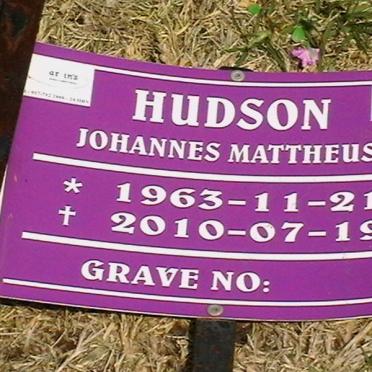 HUDSON
JOHANNES MATTHEUS
* 1963-11-21
† 2010-07-19
GRAVE NO: